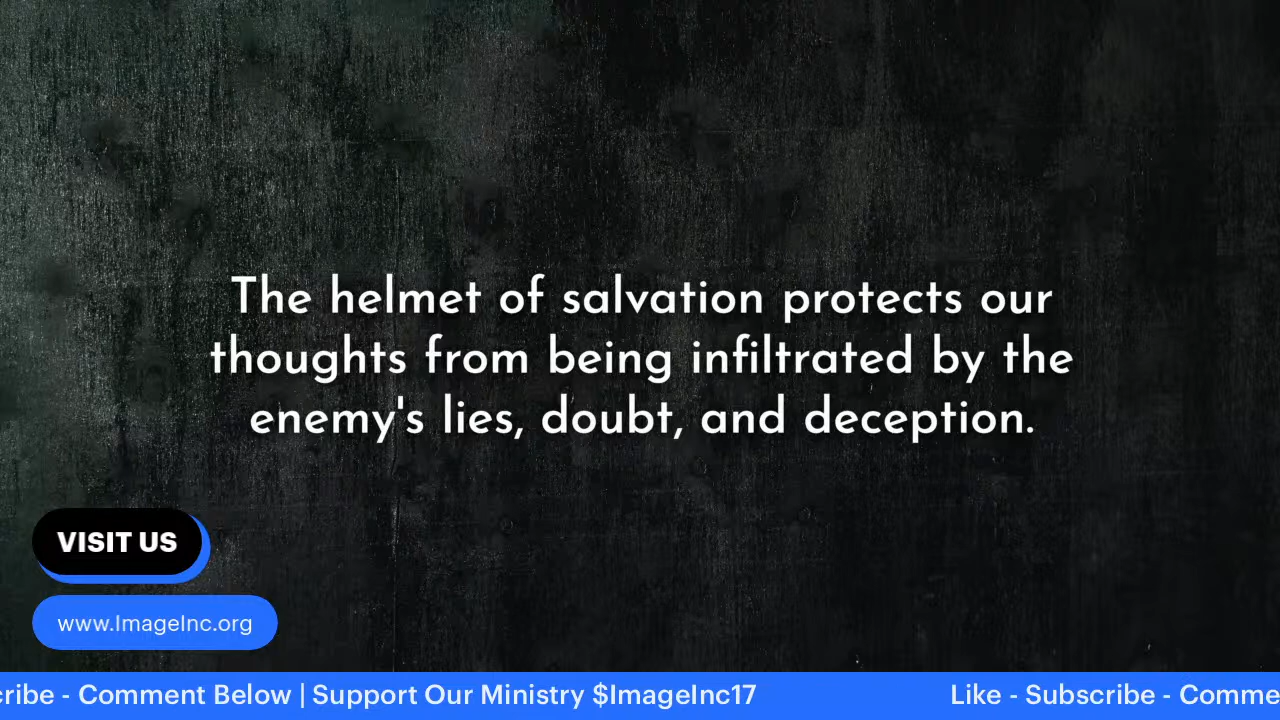 The helmet of salvation protects our
thoughts from being infiltrated by the
enemy's lies, doubt, and deception.
VISIT US
www.ImageInc.org
cribe - Comment Below | Support Our Ministry $ImageInc17 Like - Subscribe - Comme